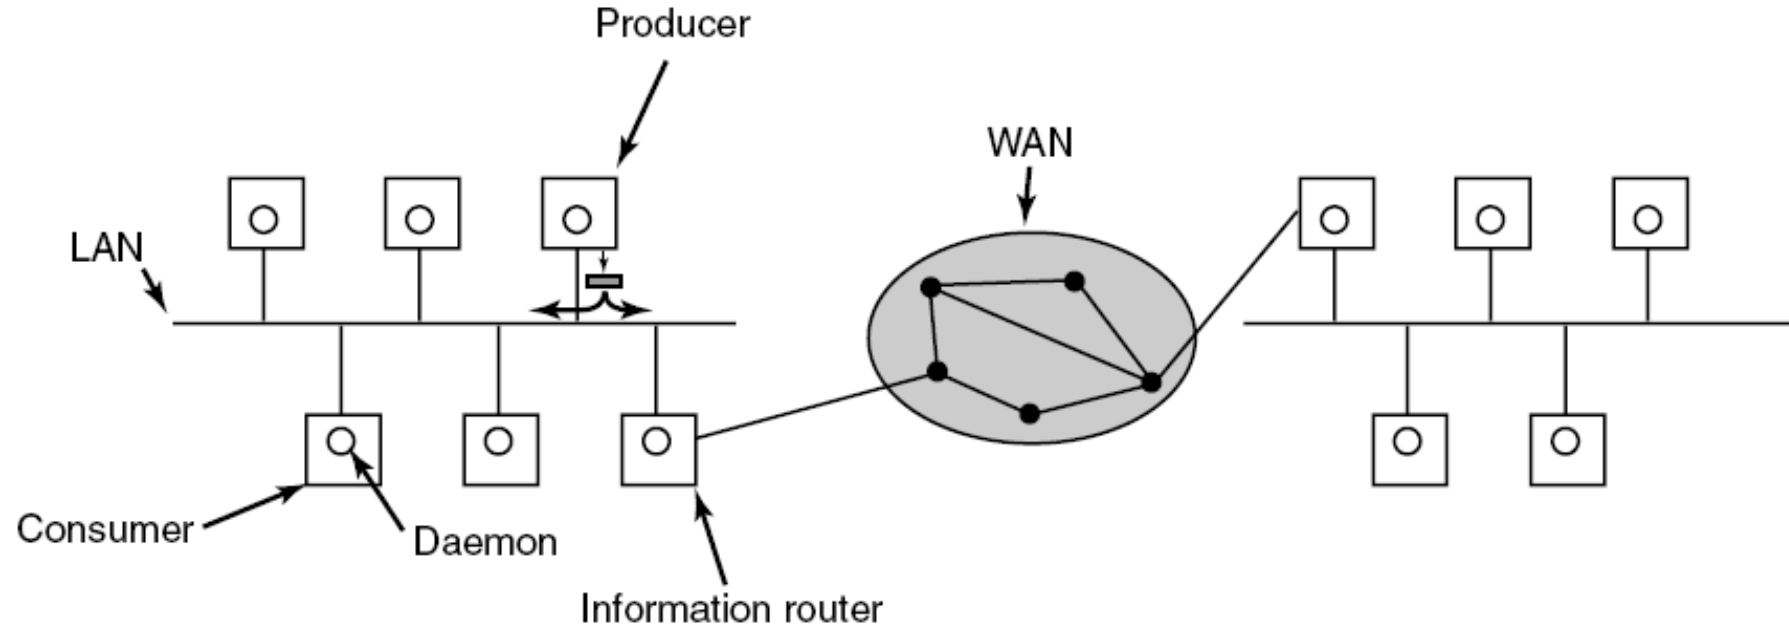 Producer
WAN
LAN
Consumer
Daemon
Information router